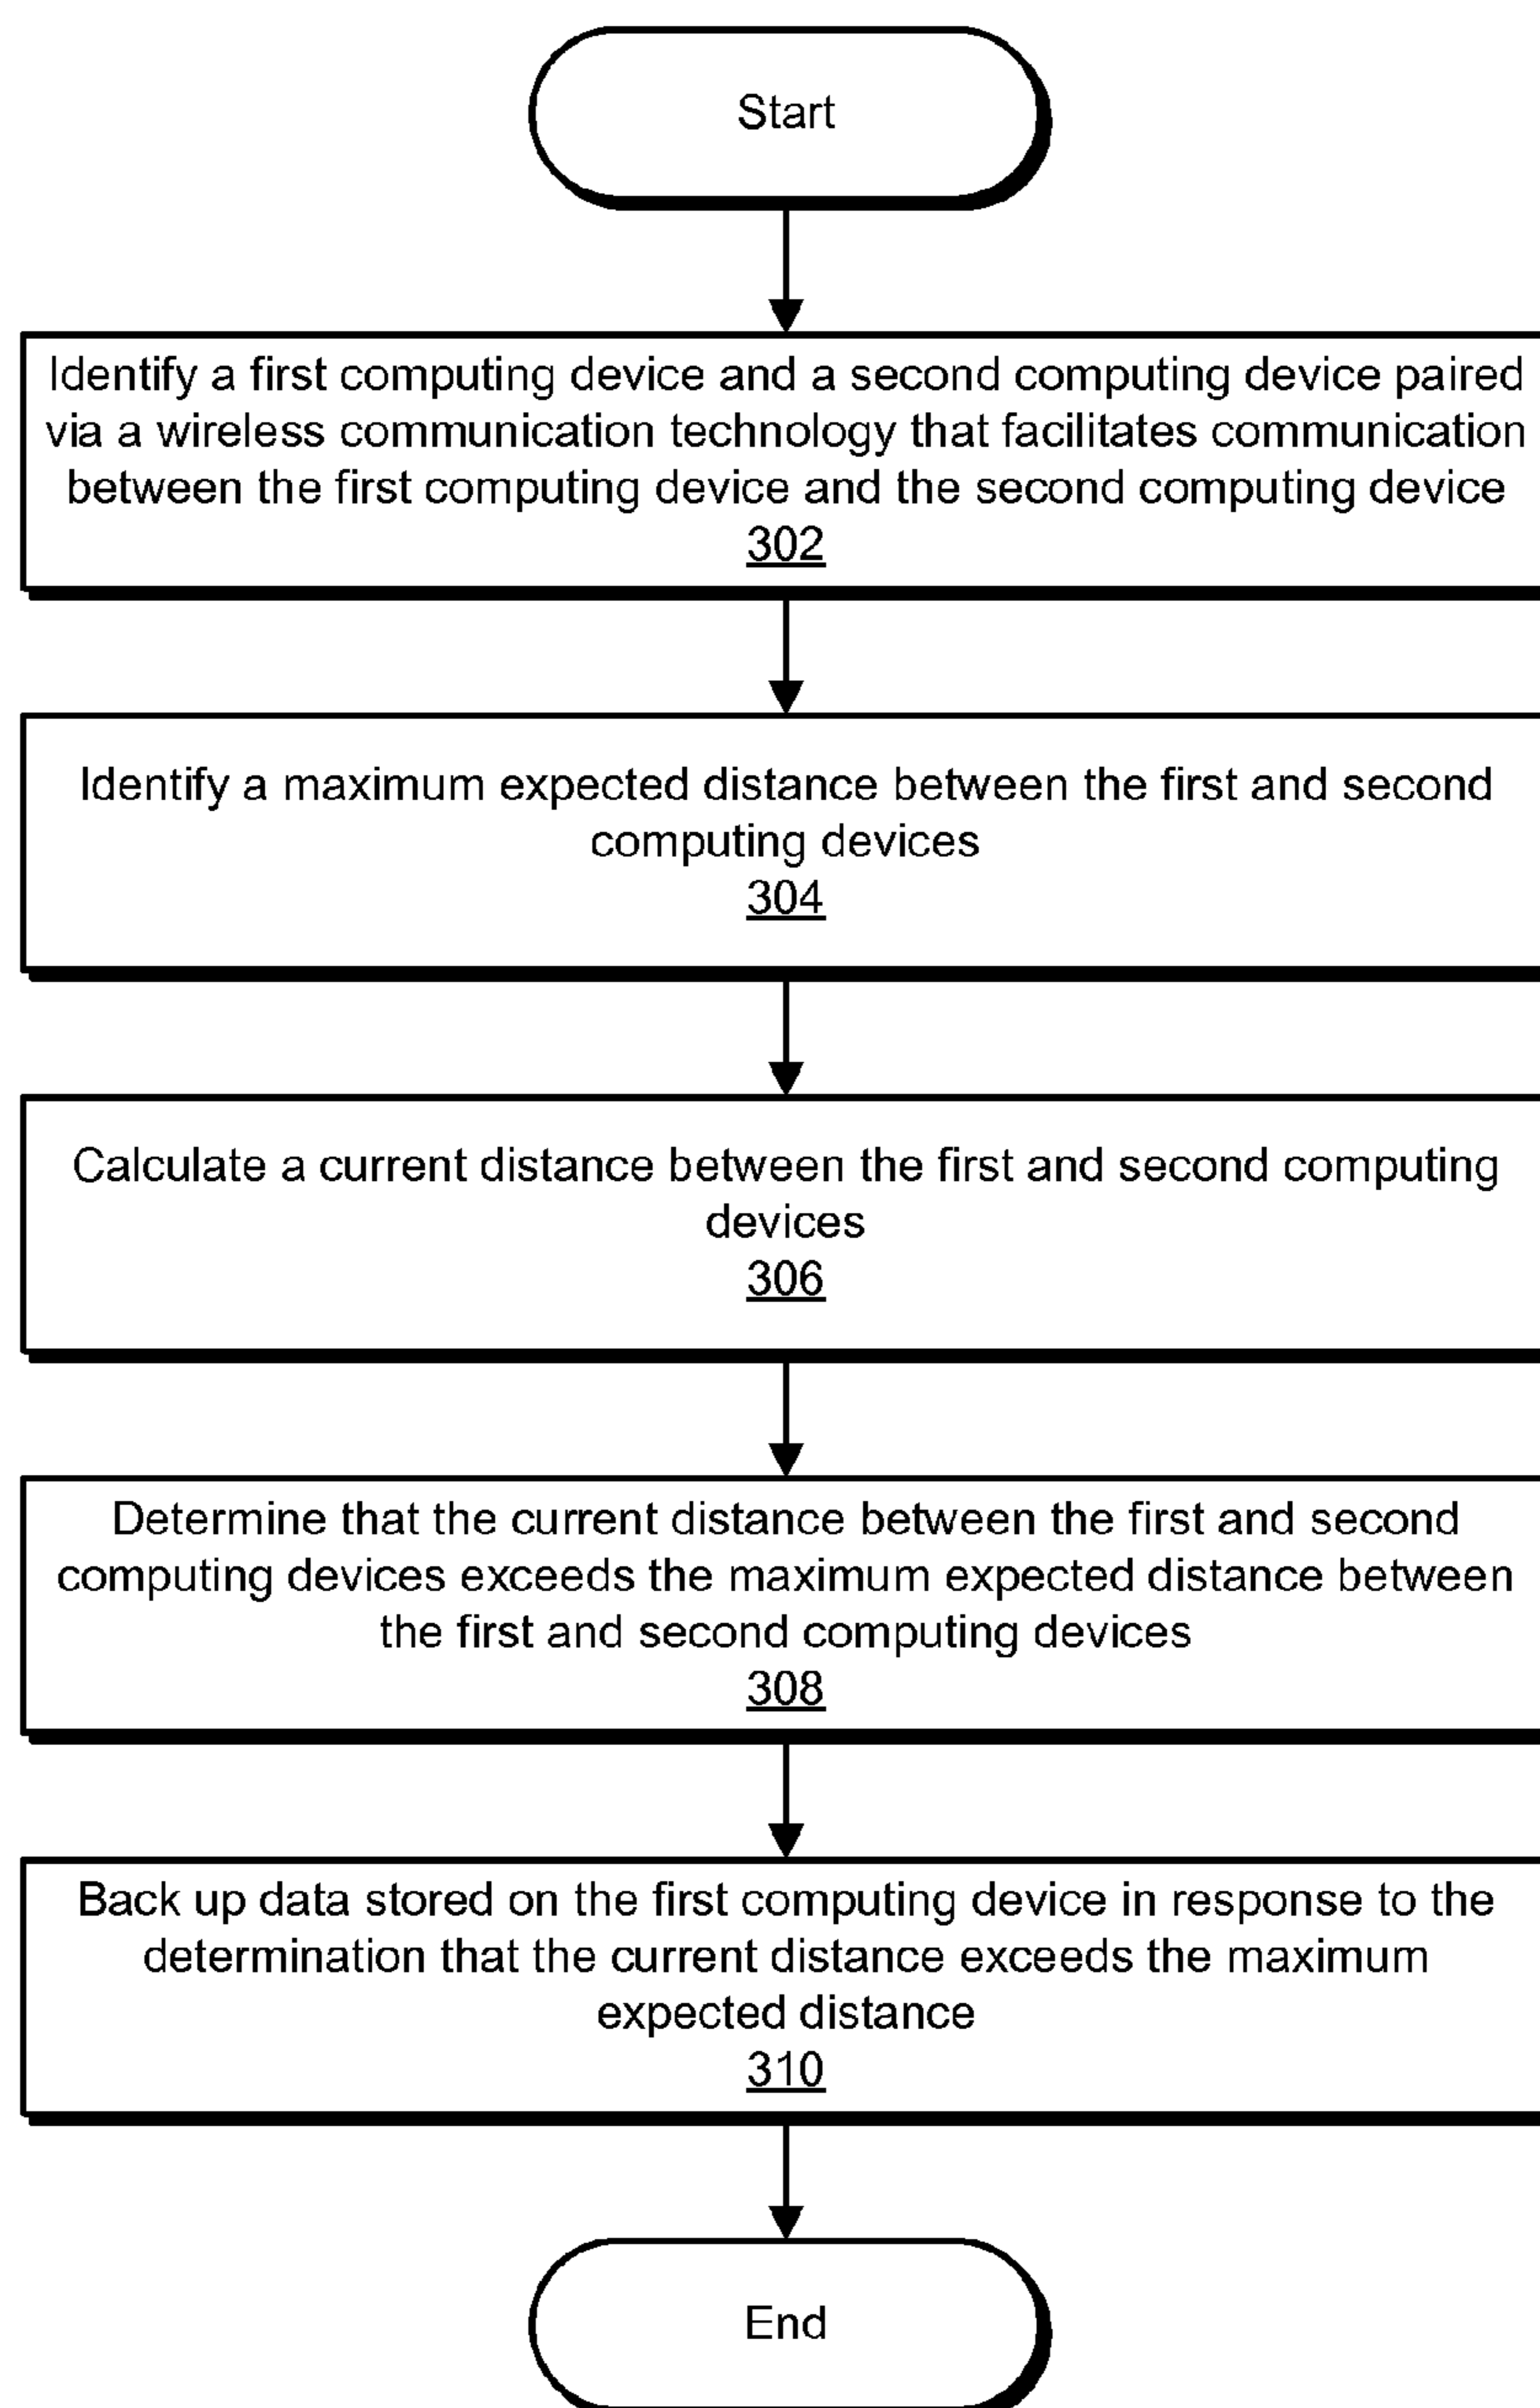 Start
Identify a first computing device and a second computing device paired
via a wireless communication technology that facilitates communication
between the first computing device and the second computing device
302
Identify a maximum expected distance between the first and second
computing devices
304
Calculate a current distance between the first and second computing
devices
306
Determine that the current distance between the first and second
computing devices exceeds the maximum expected distance between
the first and second computing devices
308
Back up data stored on the first computing device in response to the
determination that the current distance exceeds the maximum
expected distance
310
End